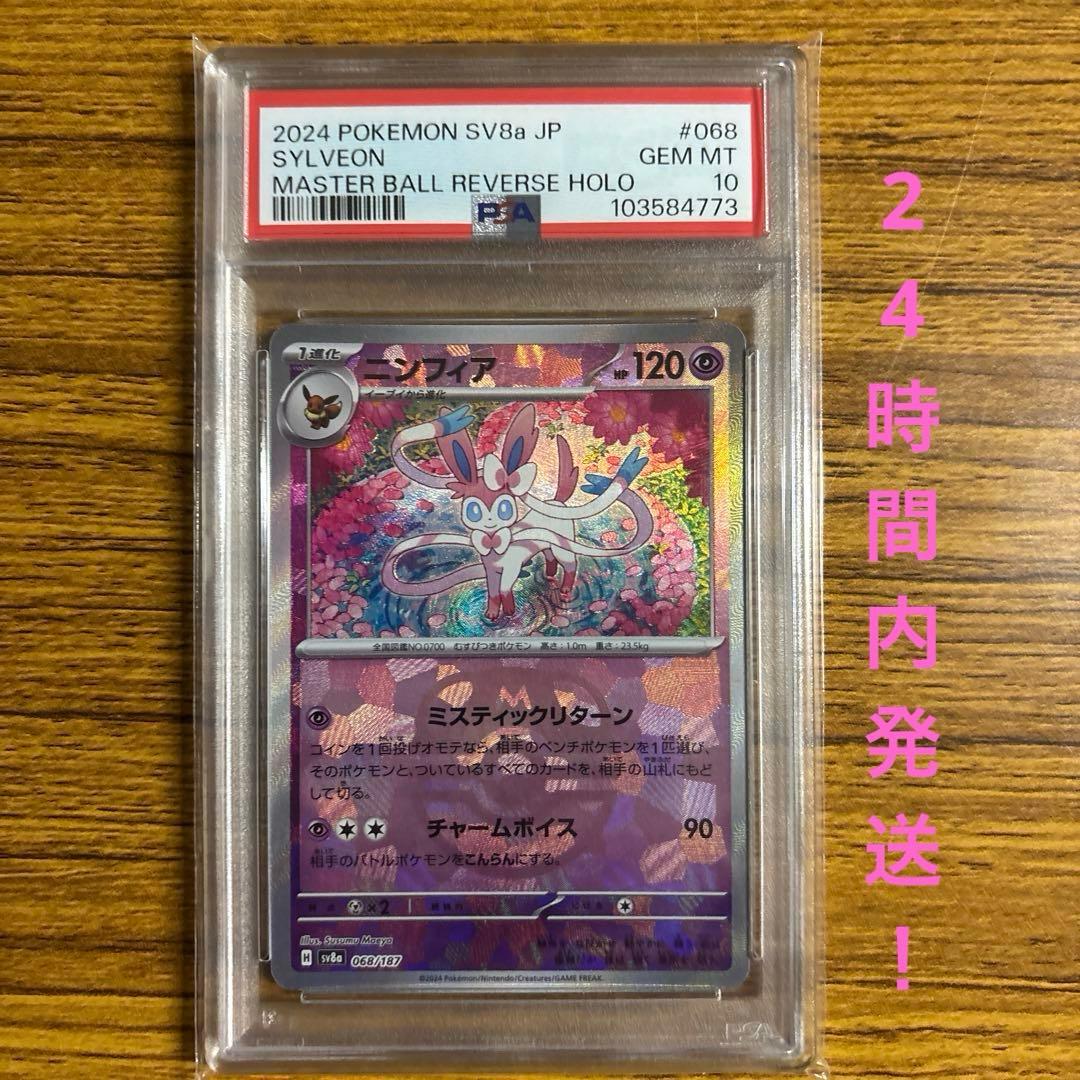 2024 POKEMON SV8a JP #068
SYLVEON GEM MT
MASTER BALL REVERSE HOLO 10
PSA 103584773
24時間内発送！
1進化
ニンフィア
HP 120
イーブイから進化
全国図鑑NO.0700 むすびつきポケモン 高さ：1.0m 重さ：23.5kg
ミスティックリターン
コインを1回投げオモテなら、相手のベンチポケモンを1匹選び、
そのポケモンと、ついているすべてのカードを、相手の山札にもど
して切る。
チャームボイス 90
相手のバトルポケモンをこんらんにする。
弱点 ×2 抵抗力 にげる
Illus. Susumu Maeya
H sv8a 068/187
©2024 Pokémon/Nintendo/Creatures/GAME FREAK.